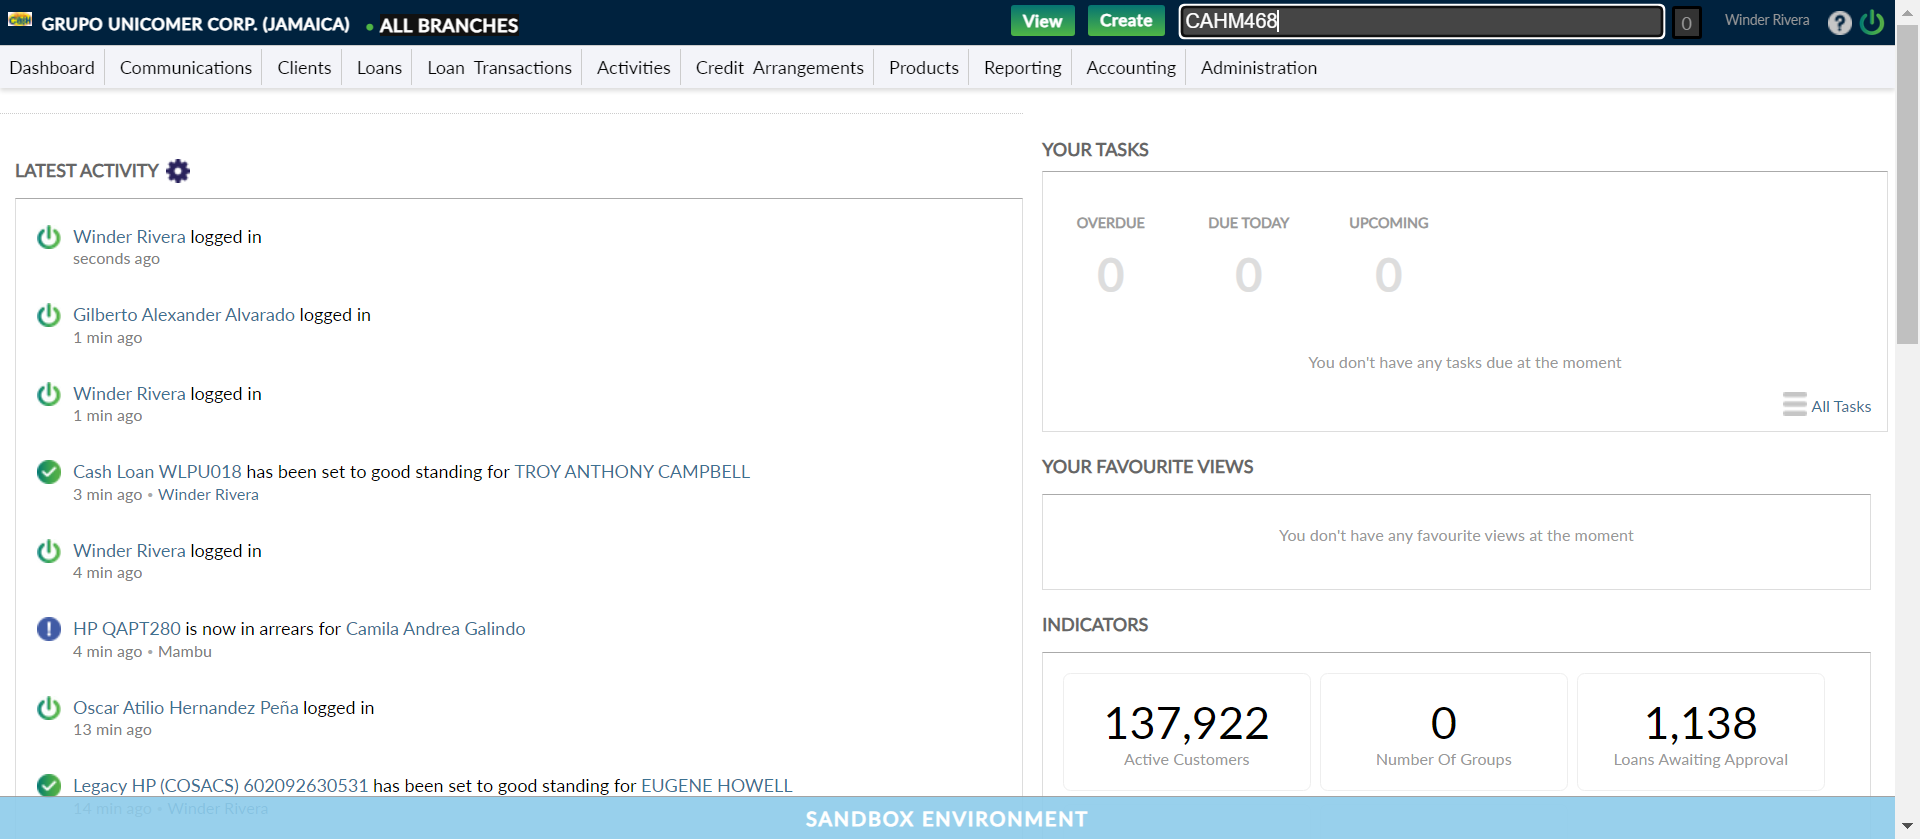 GRUPO UNICOMER CORP. (JAMAICA) • ALL BRANCHES
View Create CAHM468 0 Winder Rivera ?
Dashboard Communications Clients Loans Loan Transactions Activities Credit Arrangements Products Reporting Accounting Administration
LATEST ACTIVITY
Winder Rivera logged in
seconds ago
Gilberto Alexander Alvarado logged in
1 min ago
Winder Rivera logged in
1 min ago
Cash Loan WLPU018 has been set to good standing for TROY ANTHONY CAMPBELL
3 min ago • Winder Rivera
Winder Rivera logged in
4 min ago
HP QAPT280 is now in arrears for Camila Andrea Galindo
4 min ago • Mambu
Oscar Atilio Hernandez Peña logged in
13 min ago
Legacy HP (COSACS) 602092630531 has been set to good standing for EUGENE HOWELL
14 min ago • Winder Rivera
YOUR TASKS
OVERDUE DUE TODAY UPCOMING
0 0 0
You don't have any tasks due at the moment
All Tasks
YOUR FAVOURITE VIEWS
You don't have any favourite views at the moment
INDICATORS
137,922 0 1,138
Active Customers Number Of Groups Loans Awaiting Approval
SANDBOX ENVIRONMENT